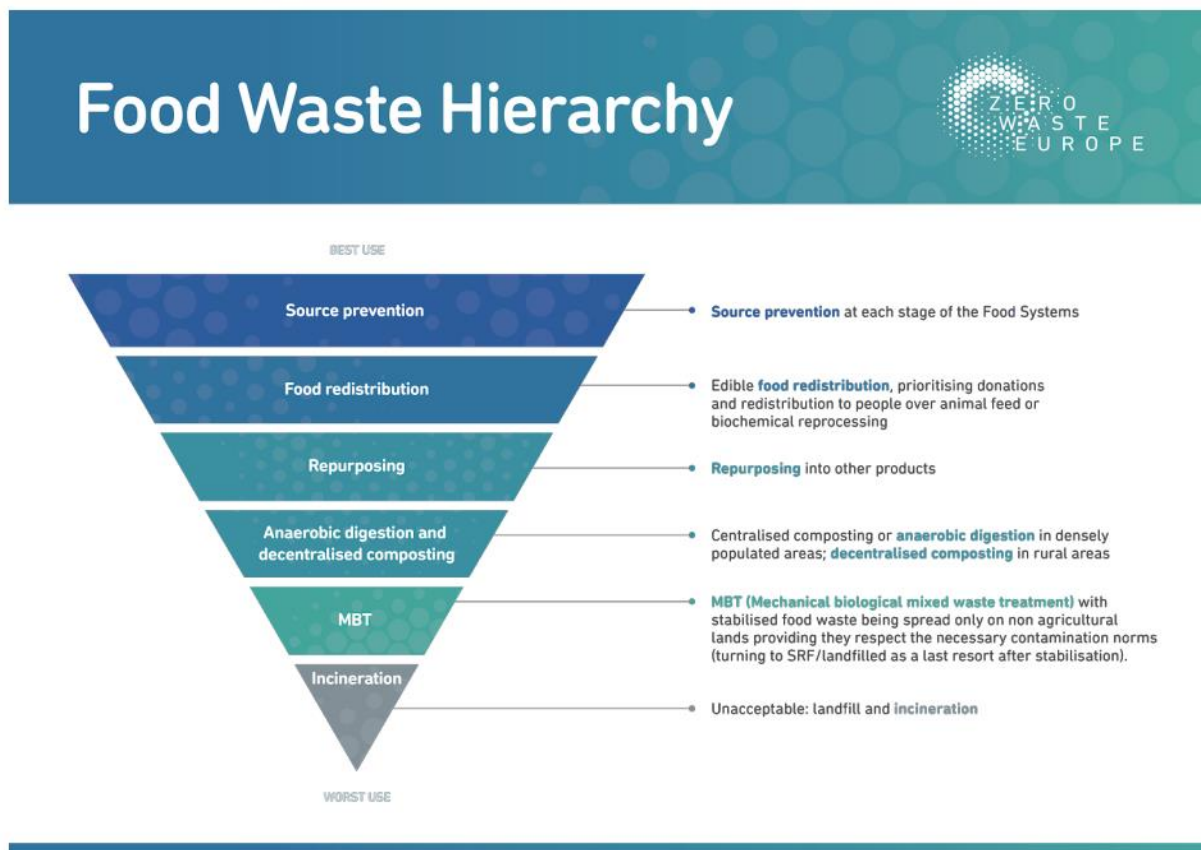 Food Waste Hierarchy
ZERO
WASTE
EUROPE
BEST USE
Source prevention
Source prevention at each stage of the Food Systems
Food redistribution
Edible food redistribution, prioritising donations
and redistribution to people over animal feed or
biochemical reprocessing
Repurposing
Repurposing into other products
Anaerobic digestion and
decentralised composting
Centralised composting or anaerobic digestion in densely
populated areas; decentralised composting in rural areas
MBT
MBT (Mechanical biological mixed waste treatment) with
stabilised food waste being spread only on non agricultural
lands providing they respect the necessary contamination norms
(turning to SRF/landfilled as a last resort after stabilisation).
Incineration
Unacceptable: landfill and incineration
WORST USE